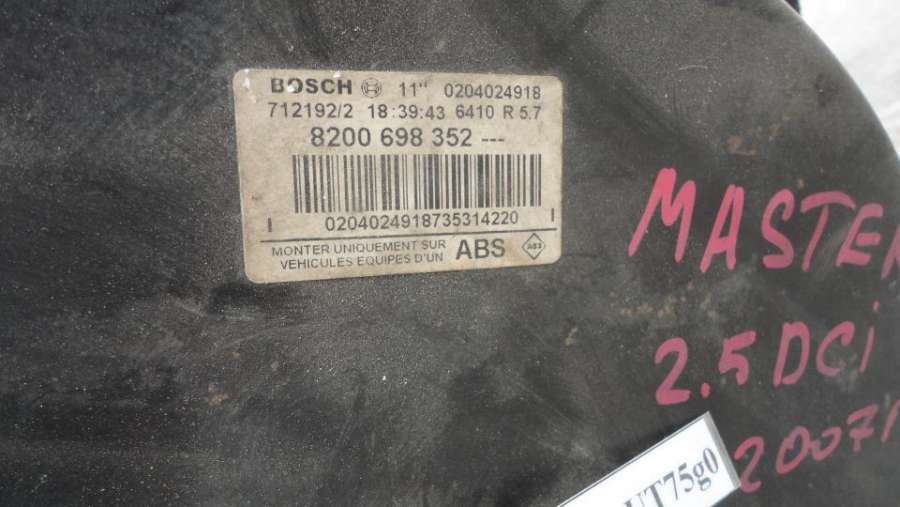 BOSCH 11" 0204024918
712192/2 18:39:43 6410 R 5.7
8200 698 352 ---
0204024918735314220
MONTER UNIQUEMENT SUR
VEHICULES EQUIPES D'UN ABS
MASTER
2.5 DCi
2007
UT75g0